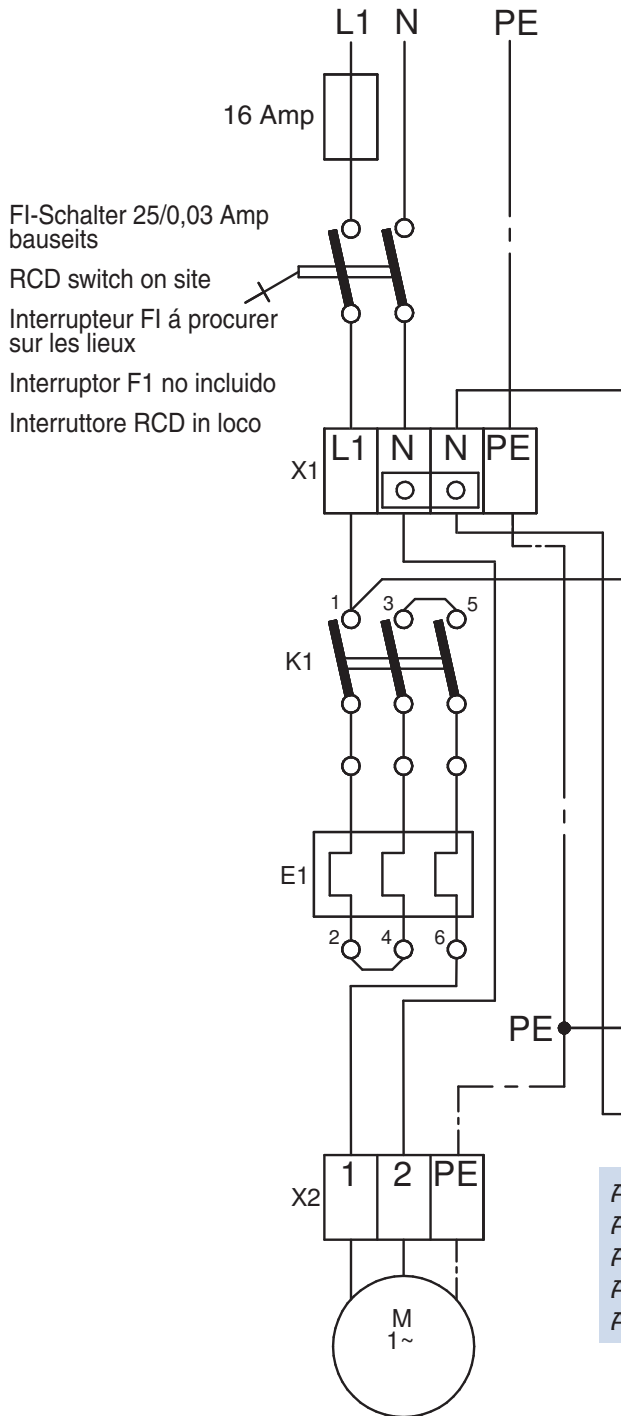 L1 N PE
16 Amp
FI-Schalter 25/0,03 Amp
bauseits
RCD switch on site
Interrupteur FI á procurer
sur les lieux
Interruptor F1 no incluido
Interruttore RCD in loco
X1 L1 N N PE
1 3 5
K1
E1
2 4 6
PE
X2 1 2 PE
M
1~